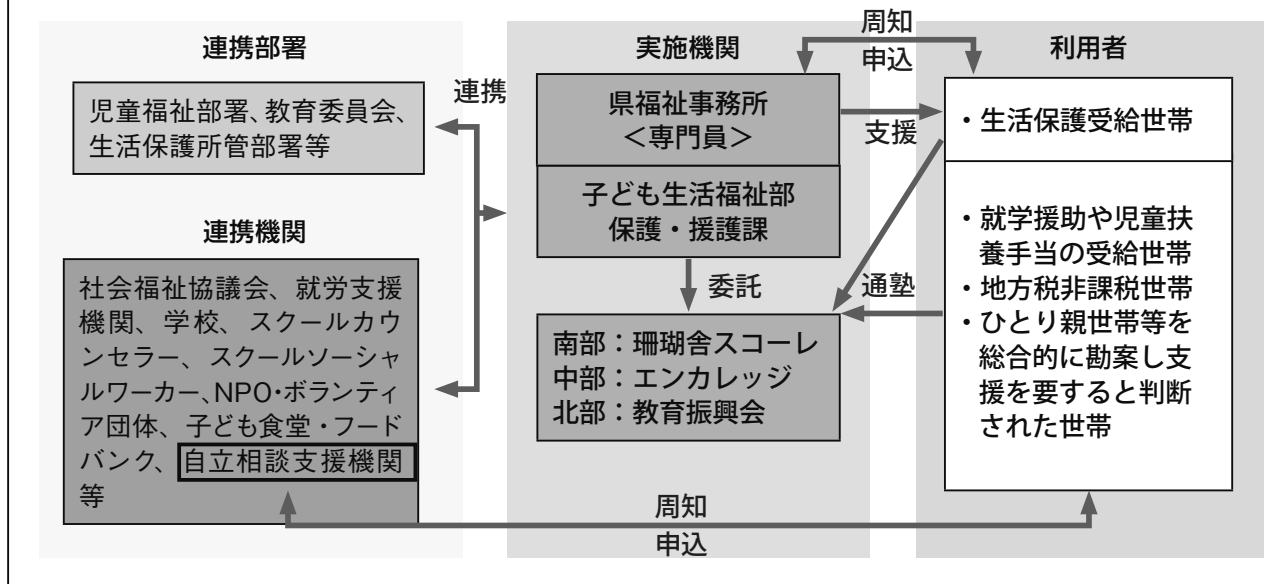 連携部署
児童福祉部署、教育委員会、
生活保護所管部署等
連携機関
社会福祉協議会、就労支援
機関、学校、スクールカウ
ンセラー、スクールソーシャ
ルワーカー、NPO・ボランティ
ア団体、子ども食堂・フード
バンク、自立相談支援機関
等
連携
実施機関
県福祉事務所
＜専門員＞
子ども生活福祉部
保護・援護課
委託
南部：珊瑚舎スコーレ
中部：エンカレッジ
北部：教育振興会
周知
申込
支援
通塾
利用者
・生活保護受給世帯
・就学援助や児童扶
養手当の受給世帯
・地方税非課税世帯
・ひとり親世帯等を
総合的に勘案し支
援を要すると判断
された世帯
周知
申込